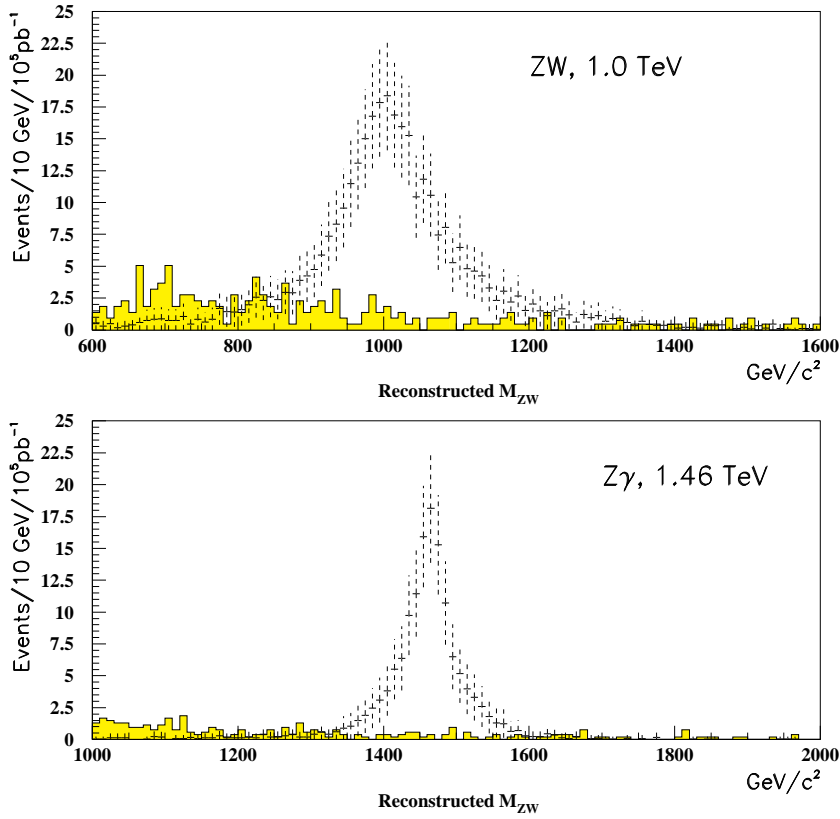 Events/10 GeV/10⁵pb⁻¹
25
22.5
20
17.5
15
12.5
10
7.5
5
2.5
0
ZW, 1.0 TeV
600 800 1000 1200 1400 1600
GeV/c²
Reconstructed M_ZW
Events/10 GeV/10⁵pb⁻¹
25
22.5
20
17.5
15
12.5
10
7.5
5
2.5
0
Zγ, 1.46 TeV
1000 1200 1400 1600 1800 2000
GeV/c²
Reconstructed M_ZW